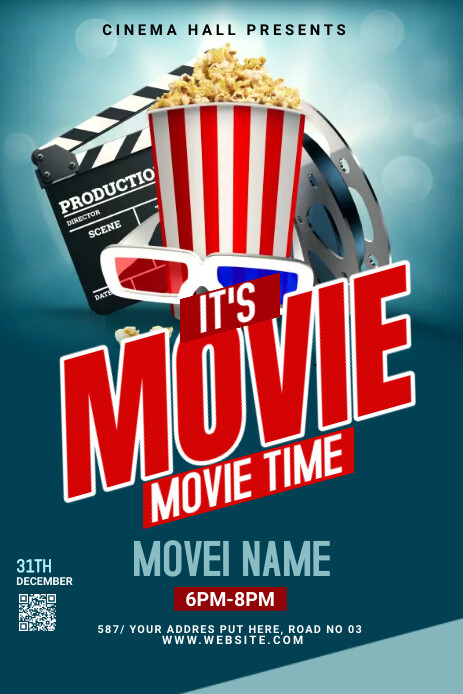 CINEMA HALL PRESENTS
PRODUCTIO
DIRECTOR
SCENE
DATE
IT'S
MOVIE
MOVIE TIME
MOVEI NAME
31TH
DECEMBER
6PM-8PM
587/ YOUR ADDRES PUT HERE, ROAD NO 03
WWW.WEBSITE.COM